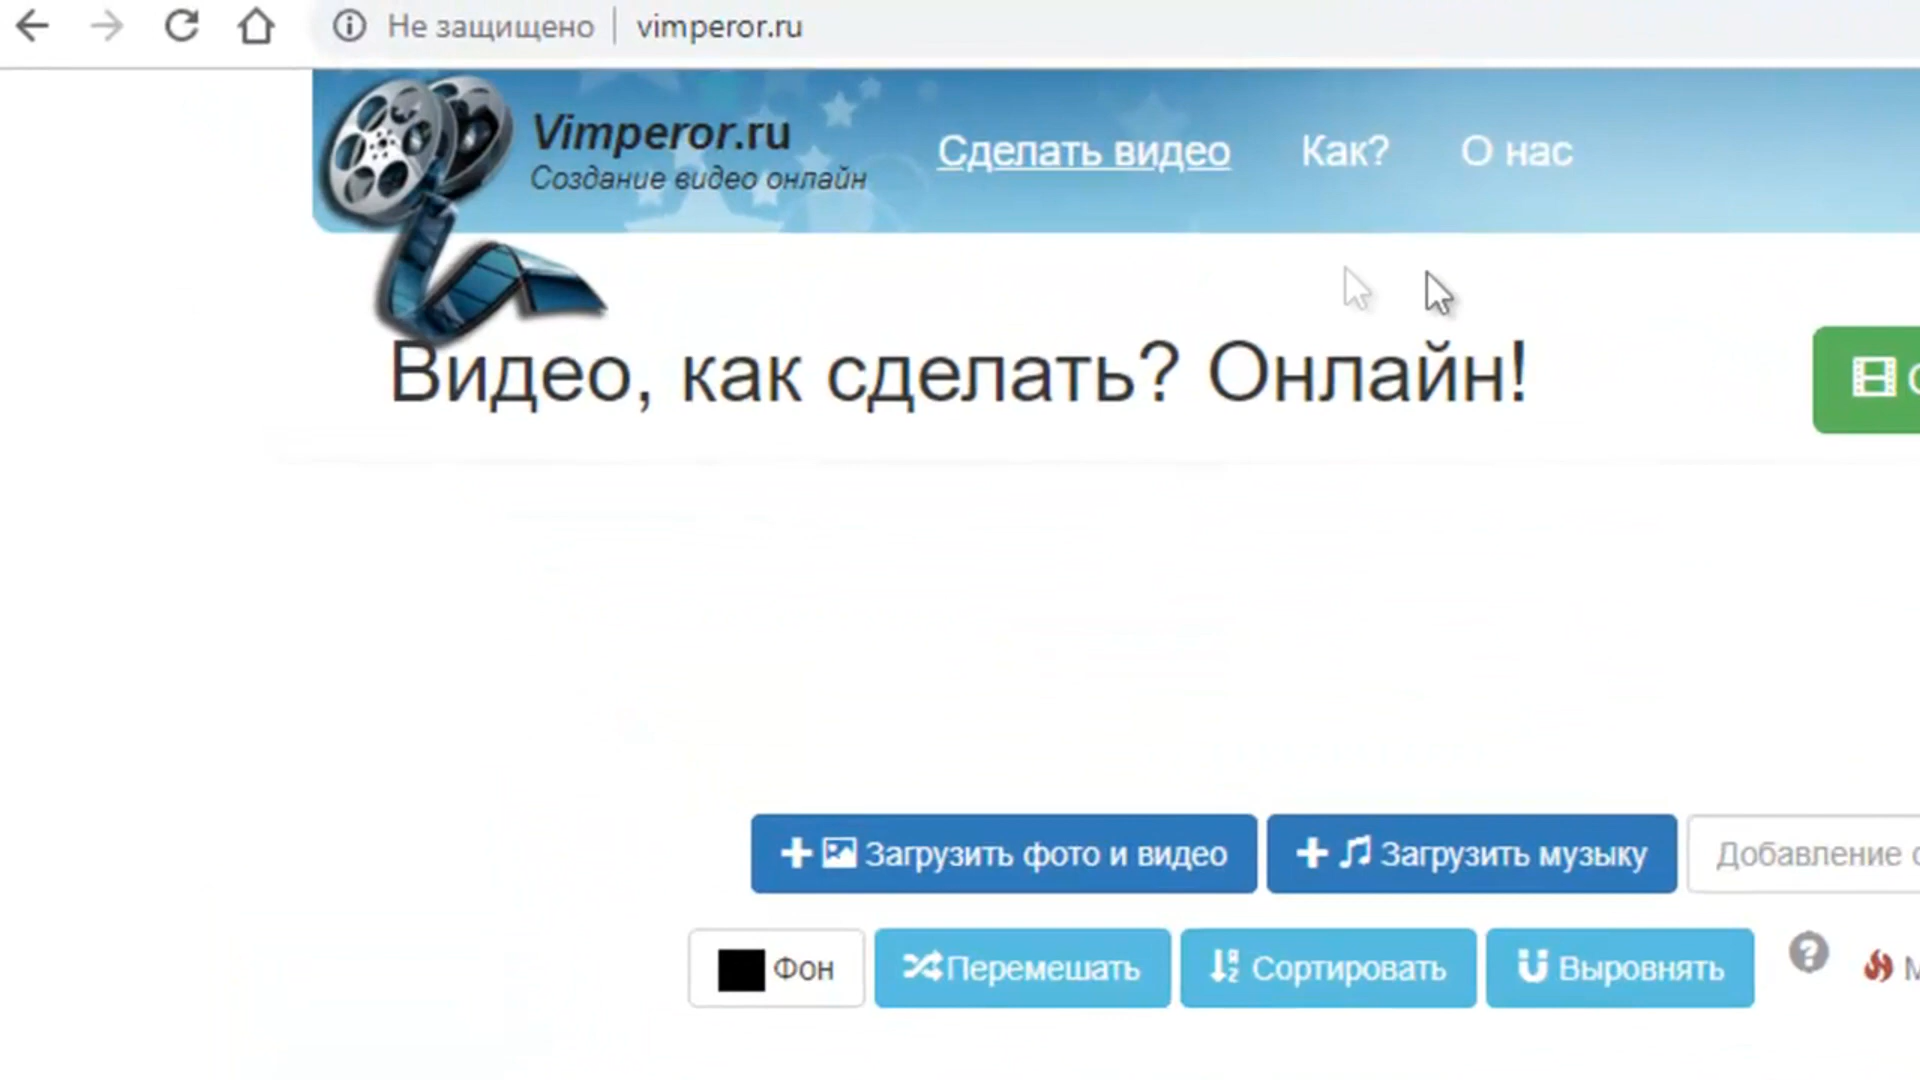 Не защищено vimperor.ru
Vimperor.ru
Создание видео онлайн
Сделать видео Как? О нас
Видео, как сделать? Онлайн!
Загрузить фото и видео Загрузить музыку Добавление
Фон Перемешать Сортировать Выровнять